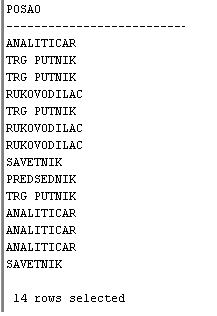 POSAO
-------------------------
ANALITICAR
TRG PUTNIK
TRG PUTNIK
RUKOVODILAC
TRG PUTNIK
RUKOVODILAC
RUKOVODILAC
SAVETNIK
PREDSEDNIK
TRG PUTNIK
ANALITICAR
ANALITICAR
ANALITICAR
SAVETNIK
14 rows selected